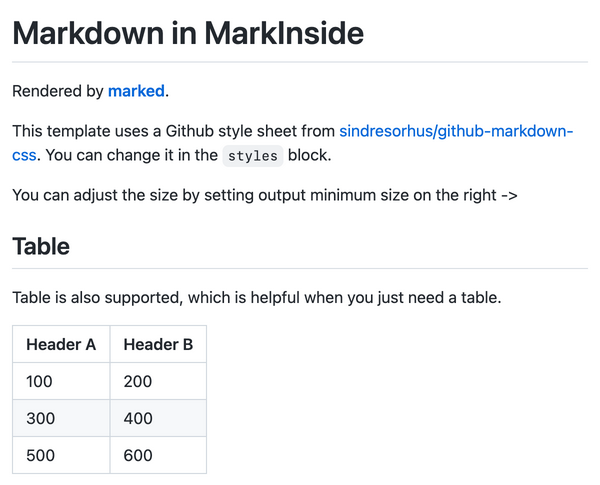 Markdown in MarkInside
Rendered by marked.
This template uses a Github style sheet from sindresorhus/github-markdown-
css. You can change it in the styles block.
You can adjust the size by setting output minimum size on the right ->
Table
Table is also supported, which is helpful when you just need a table.
Header A Header B
100 200
300 400
500 600